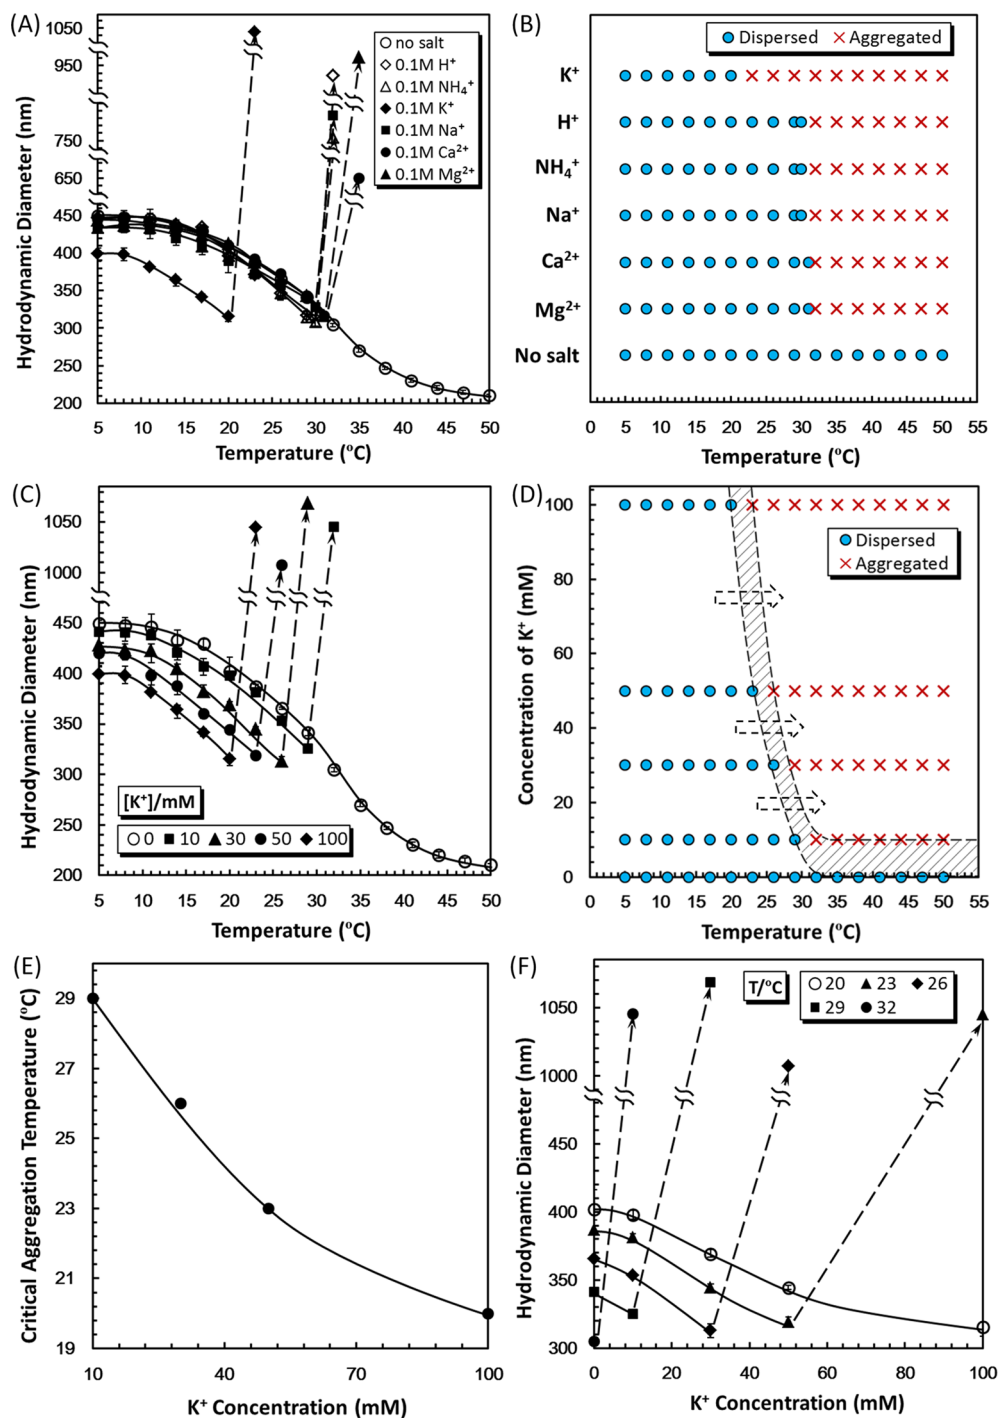 (A)
Hydrodynamic Diameter (nm)
1050
950
750
650
450
400
350
300
250
200
no salt
0.1M H⁺
0.1M NH₄⁺
0.1M K⁺
0.1M Na⁺
0.1M Ca²⁺
0.1M Mg²⁺
5 10 15 20 25 30 35 40 45 50
Temperature (°C)
(B)
Dispersed Aggregated
K⁺
H⁺
NH₄⁺
Na⁺
Ca²⁺
Mg²⁺
No salt
0 5 10 15 20 25 30 35 40 45 50 55
Temperature (°C)
(C)
Hydrodynamic Diameter (nm)
1050
1000
450
400
350
300
250
200
[K⁺]/mM
0 10 30 50 100
5 10 15 20 25 30 35 40 45 50
Temperature (°C)
(D)
Concentration of K⁺ (mM)
100
80
60
40
20
0
Dispersed
Aggregated
0 5 10 15 20 25 30 35 40 45 50 55
Temperature (°C)
(E)
Critical Aggregation Temperature (°C)
29
27
25
23
21
19
10 40 70 100
K⁺ Concentration (mM)
(F)
Hydrodynamic Diameter (nm)
T/°C
20 23 26
29 32
1050
1000
450
400
350
300
0 20 40 60 80 100
K⁺ Concentration (mM)